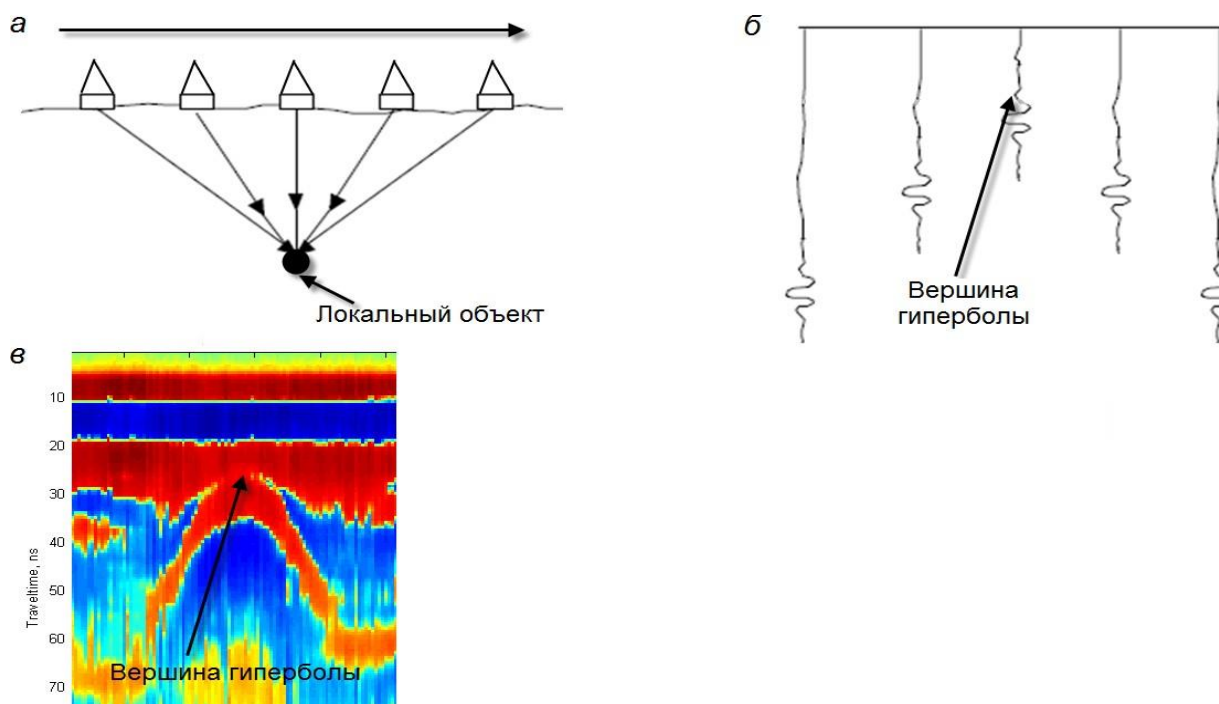 а
б
Локальный объект
Вершина
гиперболы
в
10
20
30
40
50
60
70
Traveltime, ns
Вершина гиперболы